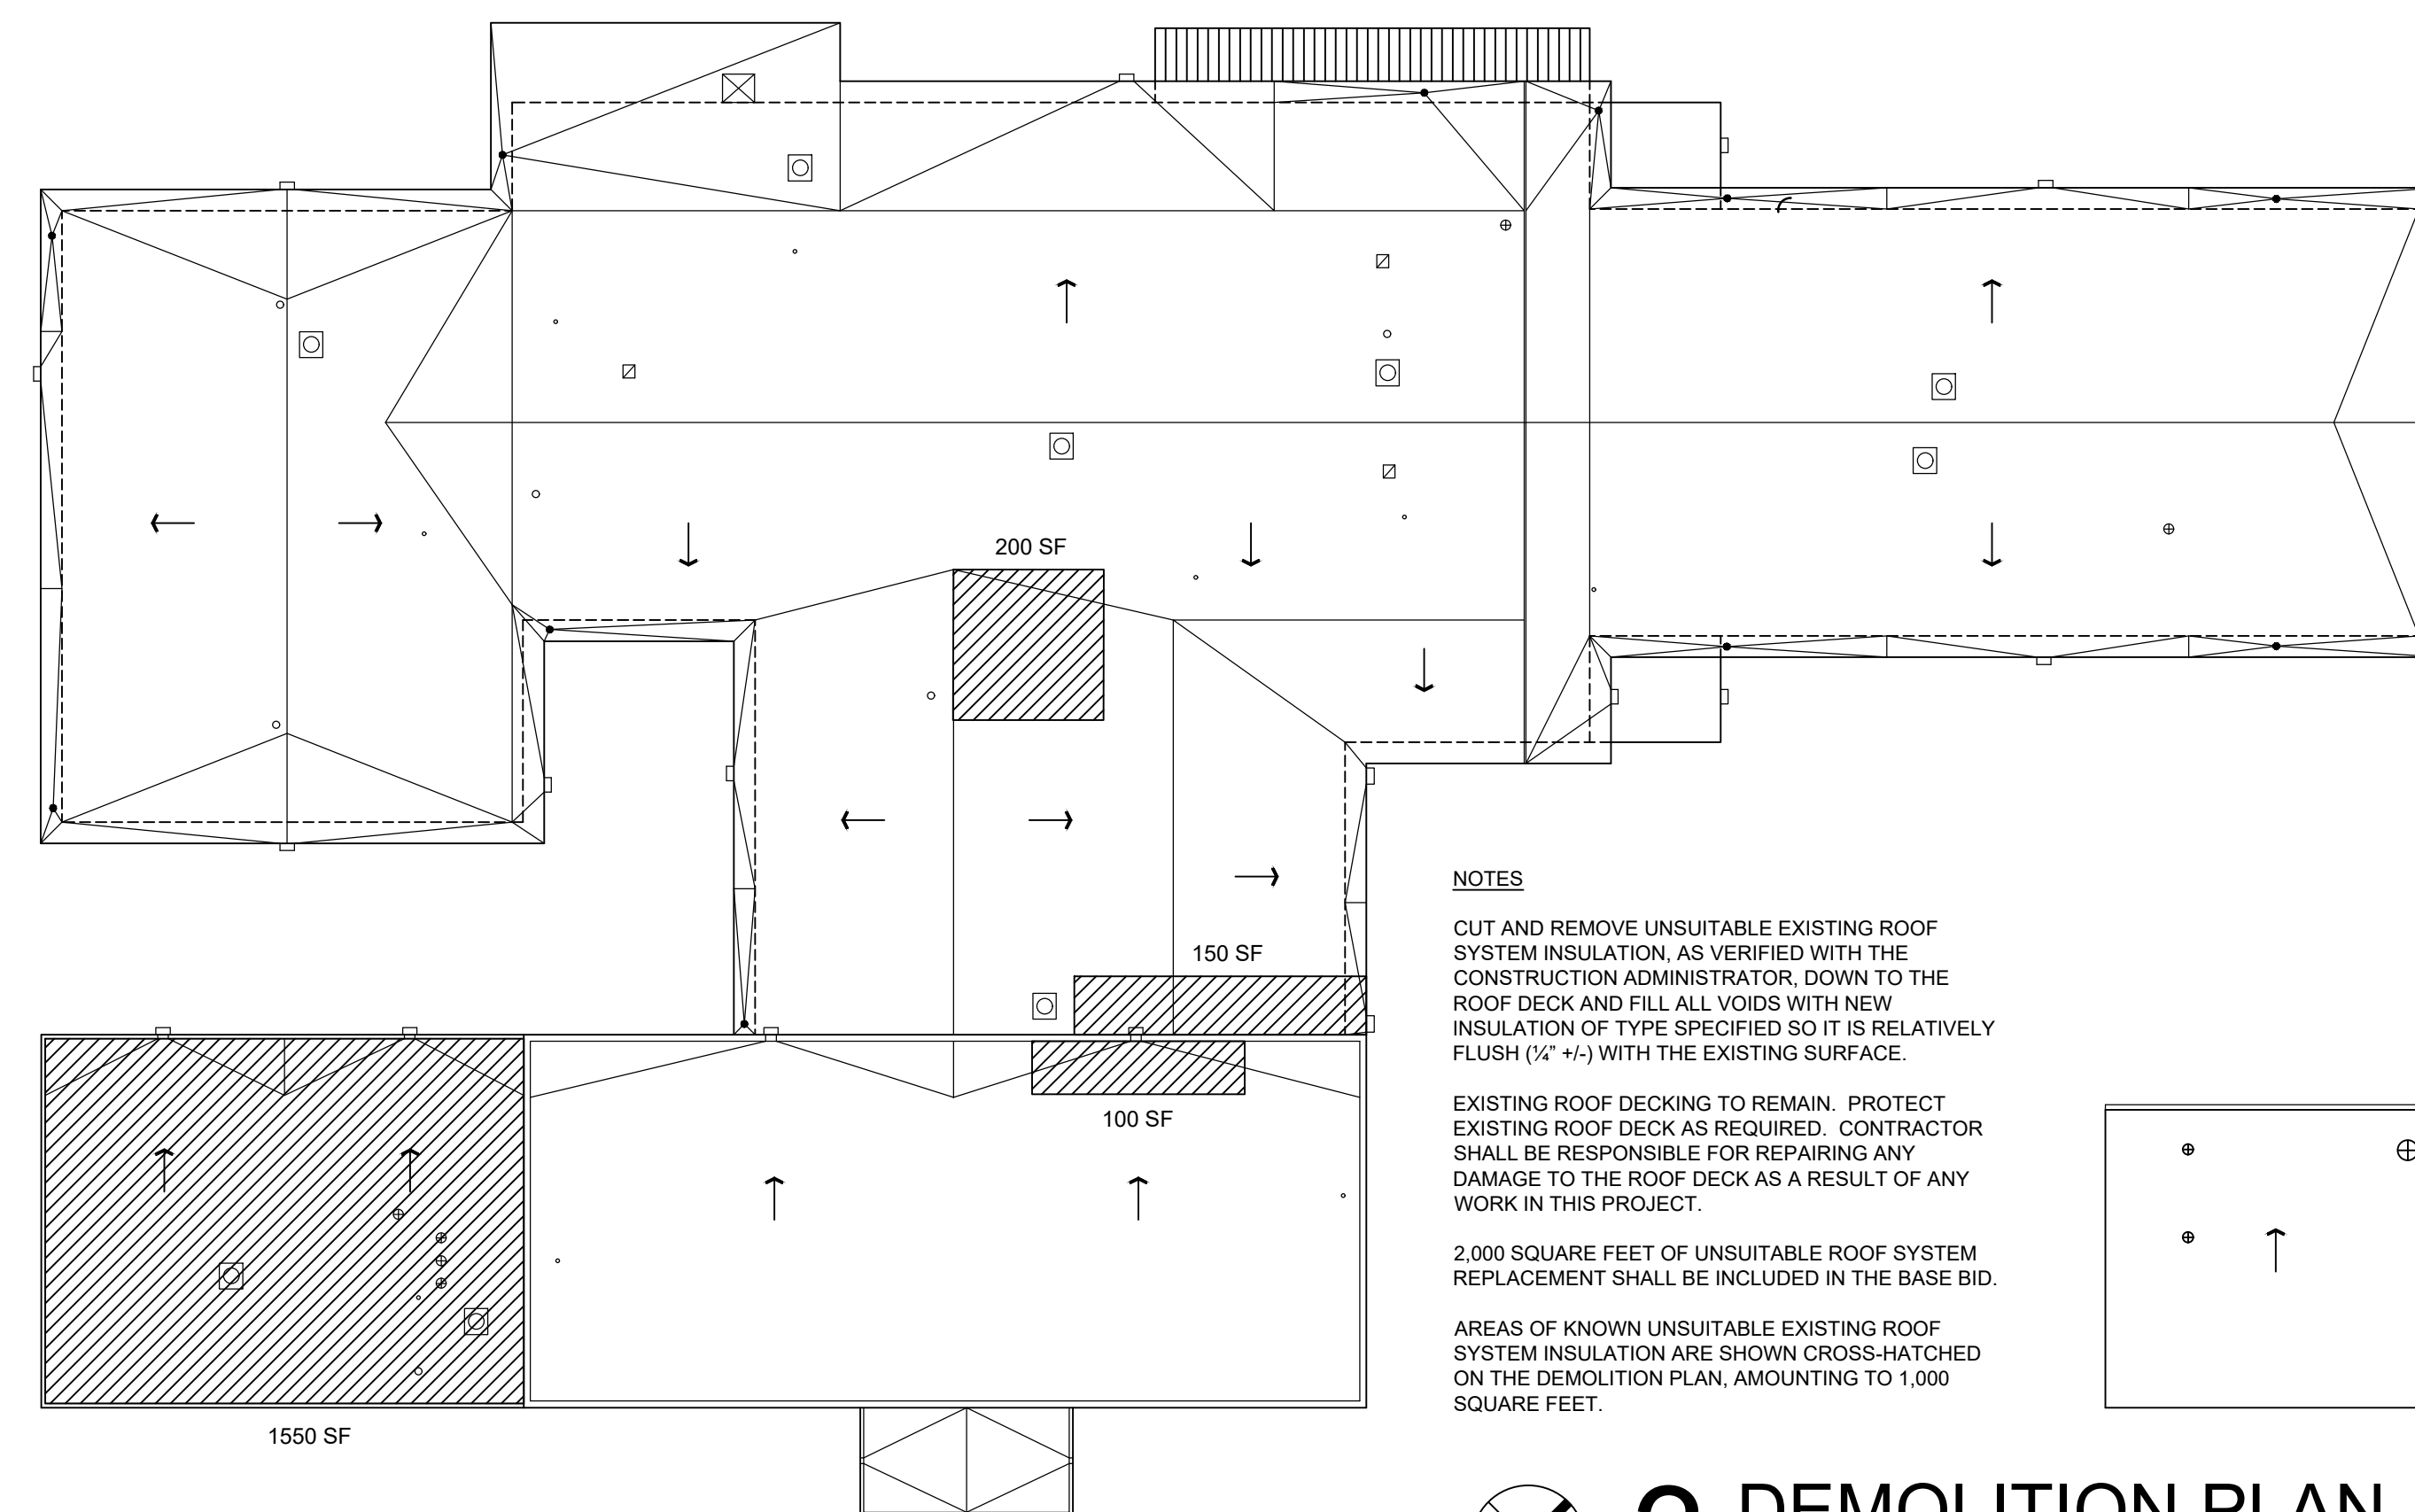 200 SF
150 SF
100 SF
1550 SF
NOTES
CUT AND REMOVE UNSUITABLE EXISTING ROOF
SYSTEM INSULATION, AS VERIFIED WITH THE
CONSTRUCTION ADMINISTRATOR, DOWN TO THE
ROOF DECK AND FILL ALL VOIDS WITH NEW
INSULATION OF TYPE SPECIFIED SO IT IS RELATIVELY
FLUSH (¼” +/-) WITH THE EXISTING SURFACE.
EXISTING ROOF DECKING TO REMAIN. PROTECT
EXISTING ROOF DECK AS REQUIRED. CONTRACTOR
SHALL BE RESPONSIBLE FOR REPAIRING ANY
DAMAGE TO THE ROOF DECK AS A RESULT OF ANY
WORK IN THIS PROJECT.
2,000 SQUARE FEET OF UNSUITABLE ROOF SYSTEM
REPLACEMENT SHALL BE INCLUDED IN THE BASE BID.
AREAS OF KNOWN UNSUITABLE EXISTING ROOF
SYSTEM INSULATION ARE SHOWN CROSS-HATCHED
ON THE DEMOLITION PLAN, AMOUNTING TO 1,000
SQUARE FEET.
DEMOLITION PLAN